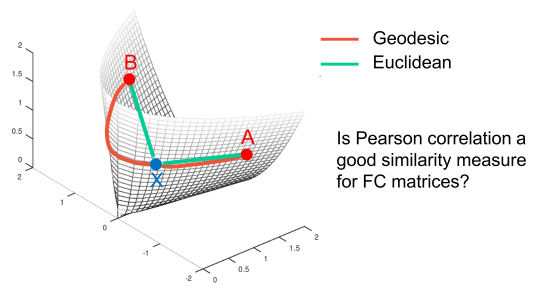 Geodesic
Euclidean
B
A
X
Is Pearson correlation a
good similarity measure
for FC matrices?
2
1.5
1
0.5
0
2
1
0
-1
-2
0
0.5
1
1.5
2